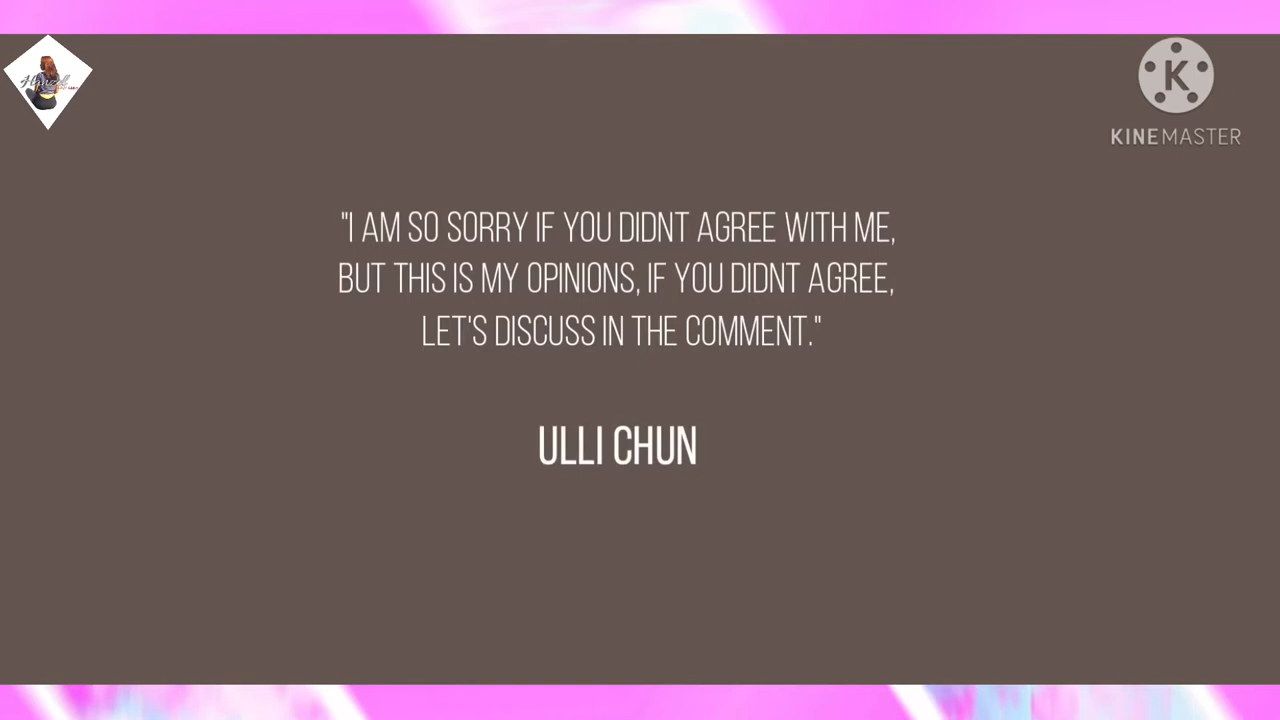 K
KINEMASTER
"I AM SO SORRY IF YOU DIDNT AGREE WITH ME,
BUT THIS IS MY OPINIONS, IF YOU DIDNT AGREE,
LET'S DISCUSS IN THE COMMENT."
ULLI CHUN